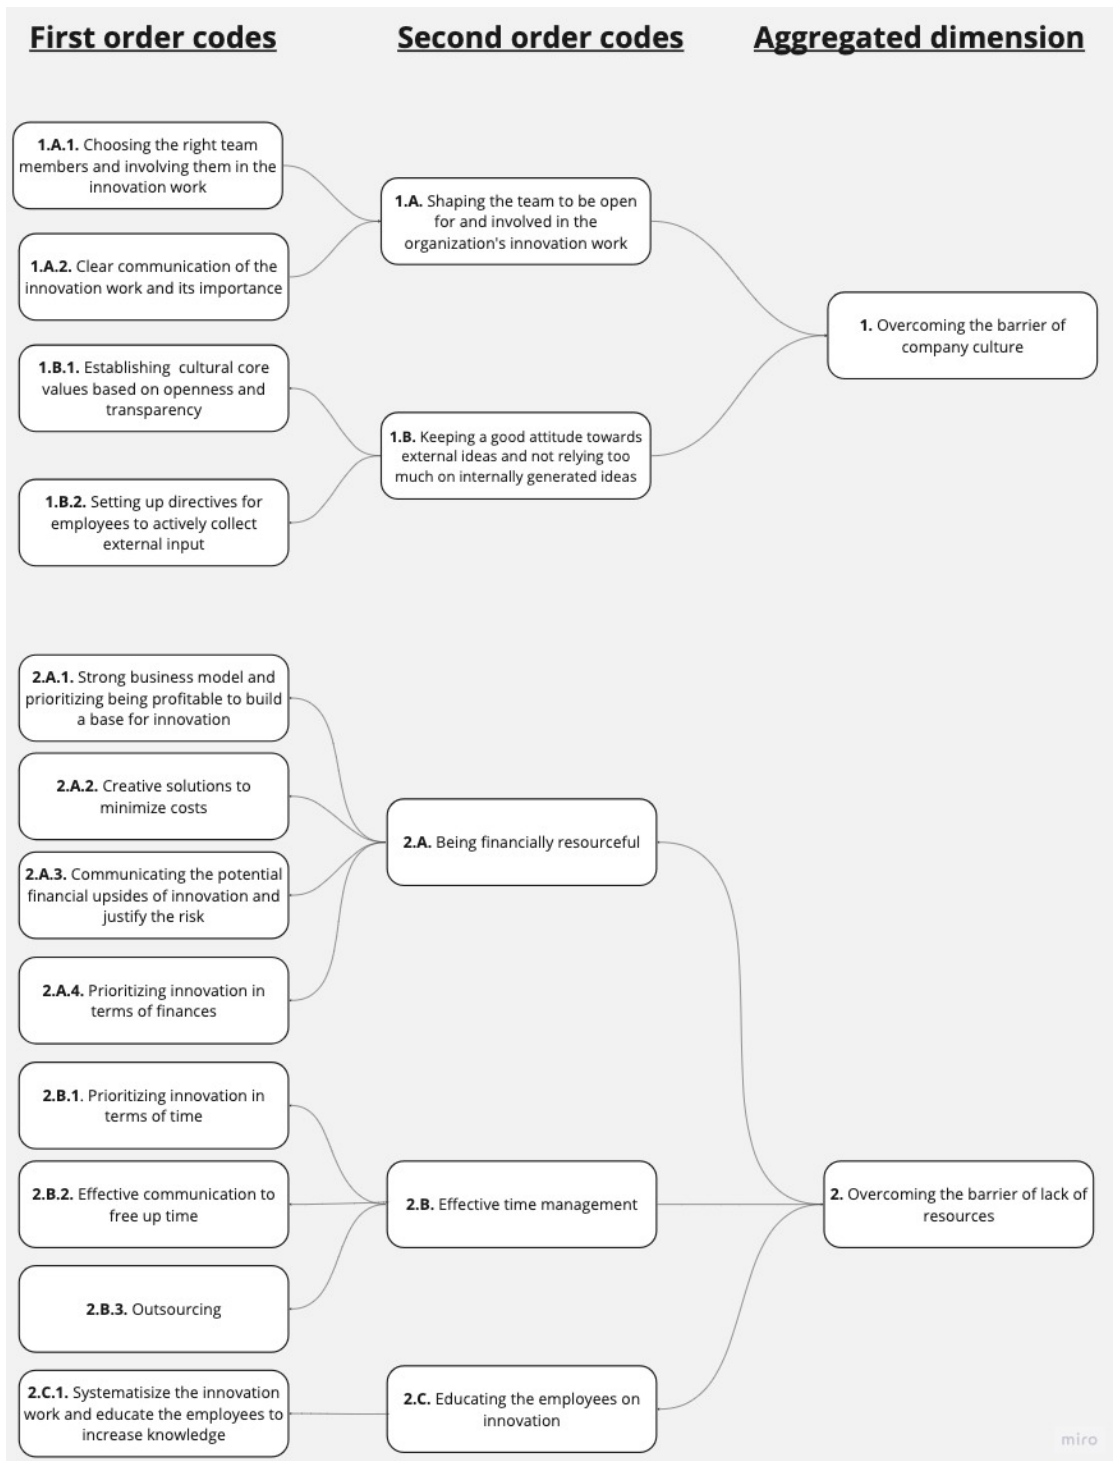 First order codes
Second order codes
Aggregated dimension
1.A.1. Choosing the right team
members and involving them in the
innovation work
1.A.2. Clear communication of the
innovation work and its importance
1.A. Shaping the team to be open
for and involved in the
organization's innovation work
1.B.1. Establishing  cultural core
values based on openness and
transparency
1.B.2. Setting up directives for
employees to actively collect
external input
1.B. Keeping a good attitude towards
external ideas and not relying too
much on internally generated ideas
1. Overcoming the barrier of
company culture
2.A.1. Strong business model and
prioritizing being profitable to build
a base for innovation
2.A.2. Creative solutions to
minimize costs
2.A.3. Communicating the potential
financial upsides of innovation and
justify the risk
2.A.4. Prioritizing innovation in
terms of finances
2.A. Being financially resourceful
2.B.1. Prioritizing innovation in
terms of time
2.B.2. Effective communication to
free up time
2.B.3. Outsourcing
2.B. Effective time management
2.C.1. Systematisize the innovation
work and educate the employees to
increase knowledge
2.C. Educating the employees on
innovation
2. Overcoming the barrier of lack of
resources
miro